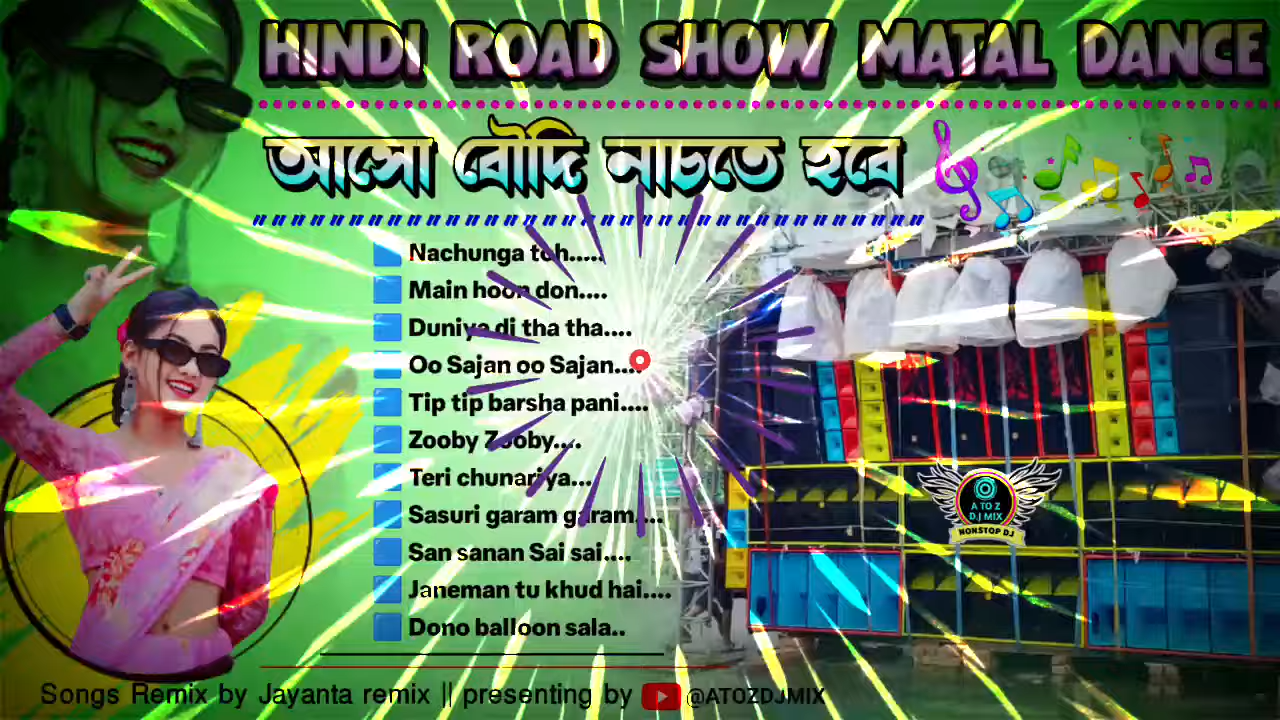 HINDI ROAD SHOW MATAL DANCE
আসো বৌদি নাচতে হবে
Nachunga toh.....
Main hoon don....
Duniya di tha tha....
Oo Sajan oo Sajan....
Tip tip barsha pani....
Zooby Zooby....
Teri chunariya...
Sasuri garam garam....
San sanan Sai sai....
Janeman tu khud hai....
Dono balloon sala..
A TO Z
DJ MIX
NONSTOP DJ
Songs Remix by Jayanta remix || presenting by @ATOZDJMIX